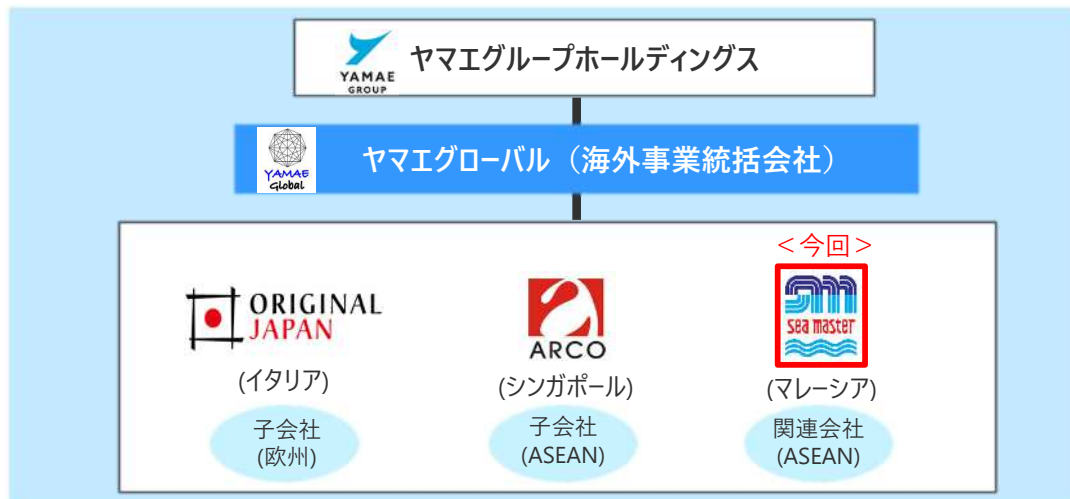 YAMAE
GROUP
ヤマエグループホールディングス
YAMAE
Global
ヤマエグローバル（海外事業統括会社）
＜今回＞
ORIGINAL
JAPAN
(イタリア)
子会社
(欧州)
ARCO
(シンガポール)
子会社
(ASEAN)
sm
sea master
(マレーシア)
関連会社
(ASEAN)